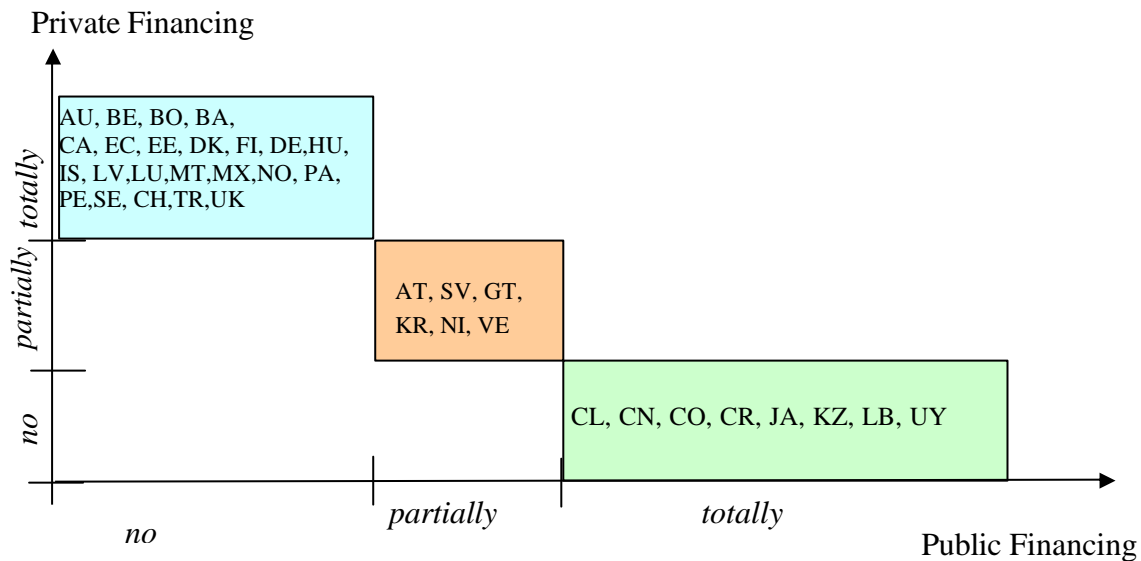 Private Financing
totally
AU, BE, BO, BA,
CA, EC, EE, DK, FI, DE,HU,
IS, LV,LU,MT,MX,NO, PA,
PE,SE, CH,TR,UK
partially
AT, SV, GT,
KR, NI, VE
no
CL, CN, CO, CR, JA, KZ, LB, UY
no
partially
totally
Public Financing